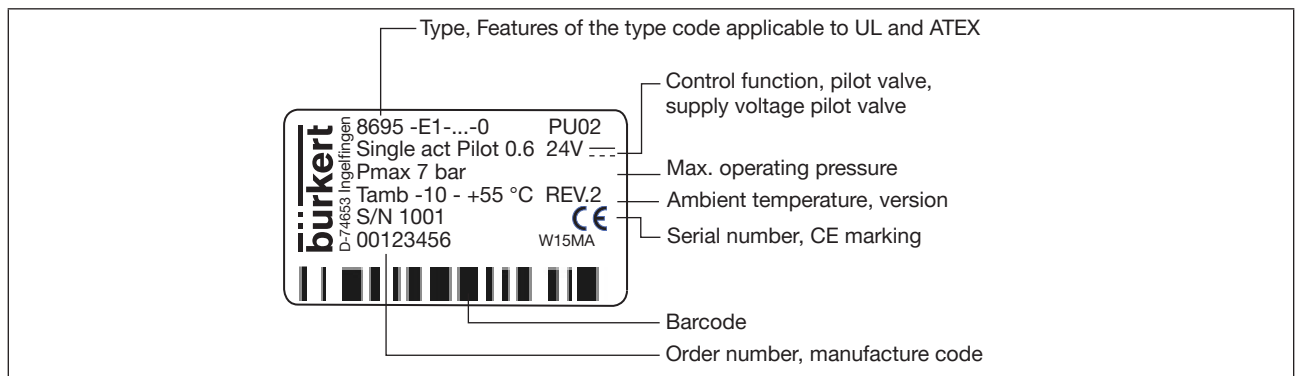 Type, Features of the type code applicable to UL and ATEX
Control function, pilot valve,
supply voltage pilot valve
Max. operating pressure
Ambient temperature, version
Serial number, CE marking
Barcode
Order number, manufacture code
bürkert
D-74653 Ingelfingen
8695 -E1-...-0 PU02
Single act Pilot 0.6 24V
Pmax 7 bar
Tamb -10 - +55 °C REV.2
S/N 1001 CE
00123456 W15MA